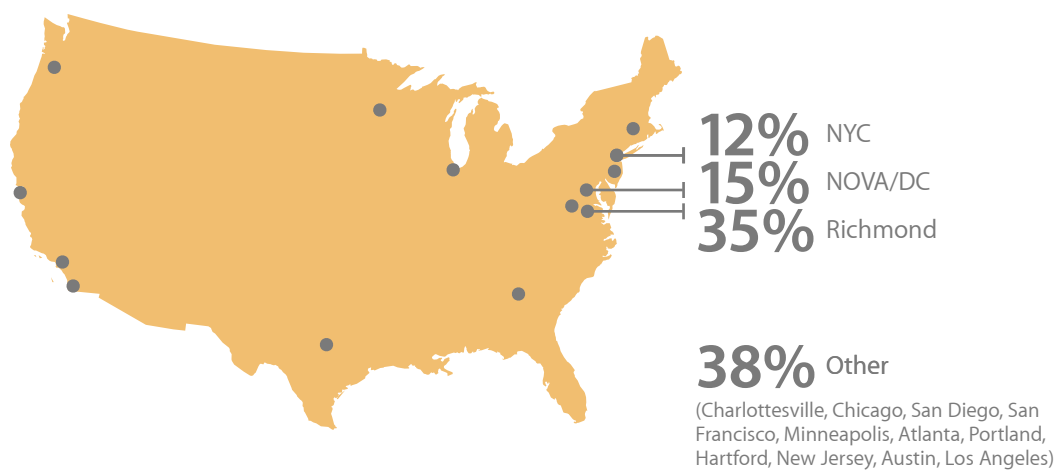 12% NYC
15% NOVA/DC
35% Richmond
38% Other
(Charlottesville, Chicago, San Diego, San
Francisco, Minneapolis, Atlanta, Portland,
Hartford, New Jersey, Austin, Los Angeles)